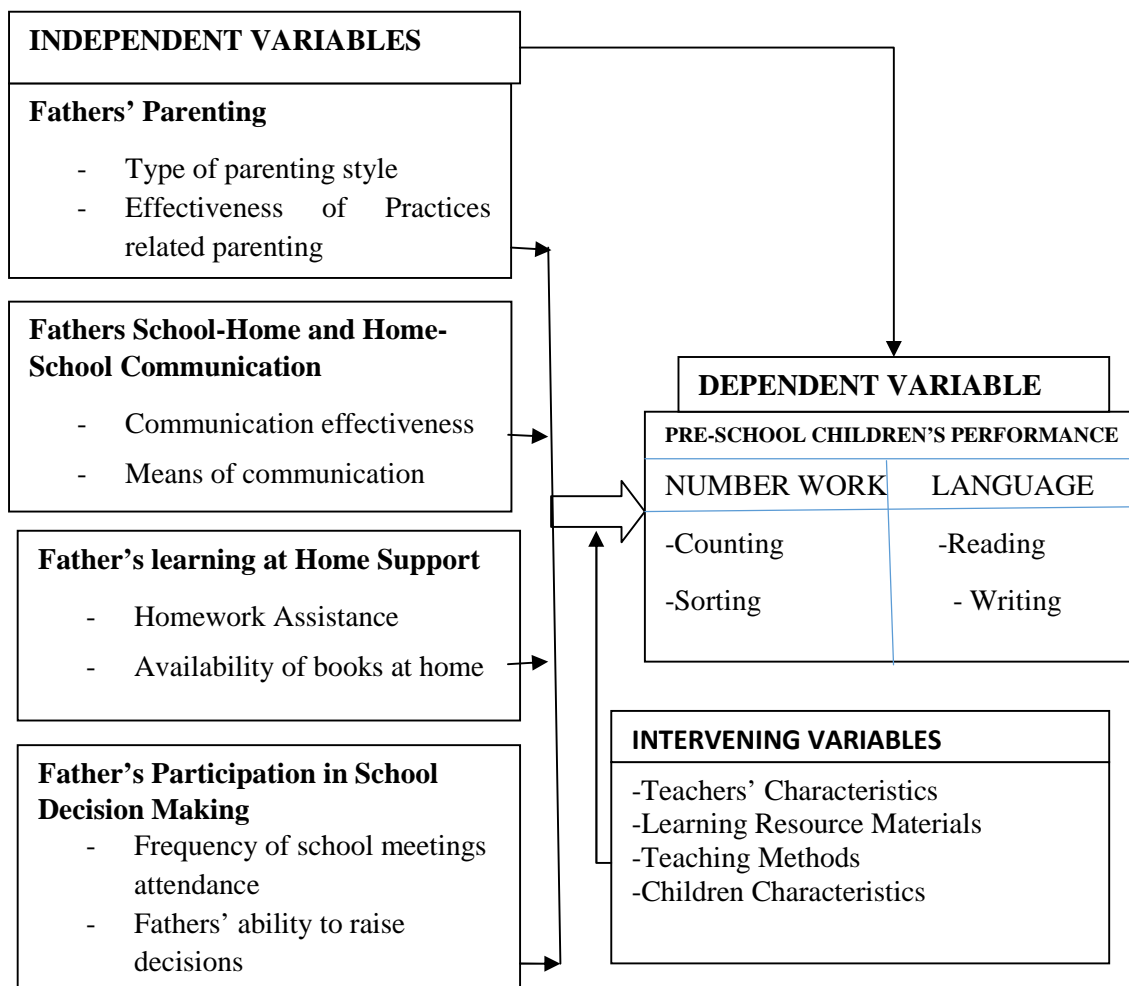 INDEPENDENT VARIABLES
Fathers’ Parenting
- Type of parenting style
- Effectiveness of Practices
related parenting
Fathers School-Home and Home-
School Communication
- Communication effectiveness
- Means of communication
Father’s learning at Home Support
- Homework Assistance
- Availability of books at home
Father’s Participation in School
Decision Making
- Frequency of school meetings
attendance
- Fathers’ ability to raise
decisions
DEPENDENT VARIABLE
PRE-SCHOOL CHILDREN’S PERFORMANCE
NUMBER WORK LANGUAGE
-Counting -Reading
-Sorting - Writing
INTERVENING VARIABLES
-Teachers’ Characteristics
-Learning Resource Materials
-Teaching Methods
-Children Characteristics